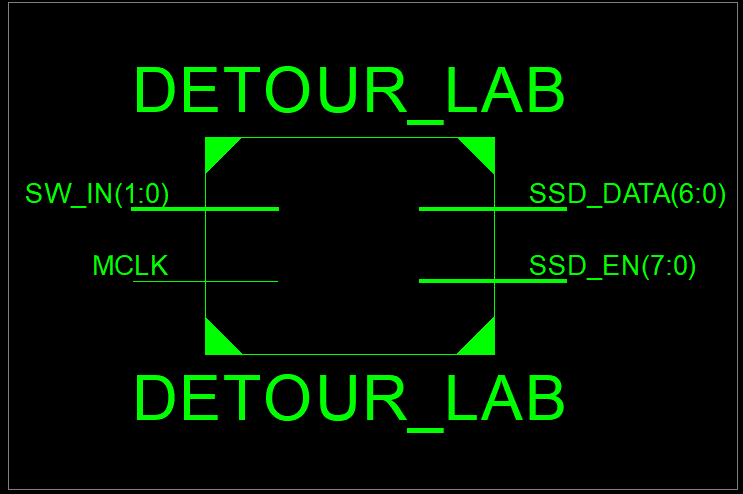 DETOUR_LAB
SW_IN(1:0)
SSD_DATA(6:0)
MCLK
SSD_EN(7:0)
DETOUR_LAB